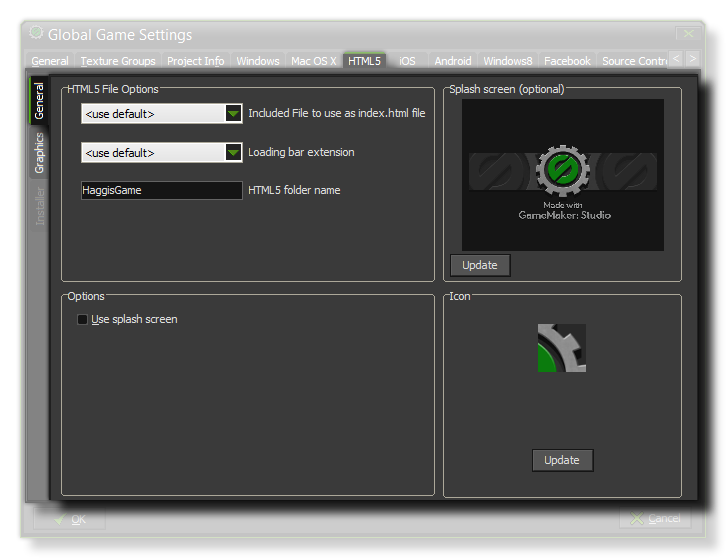 Global Game Settings
General Texture Groups Project Info Windows Mac OS X HTML5 iOS Android Windows8 Facebook Source Contr
General
Graphics
Installer
HTML5 File Options
<use default> Included File to use as index.html file
<use default> Loading bar extension
HaggisGame HTML5 folder name
Splash screen (optional)
Made with
GameMaker: Studio
Update
Options
Use splash screen
Icon
Update
OK Cancel